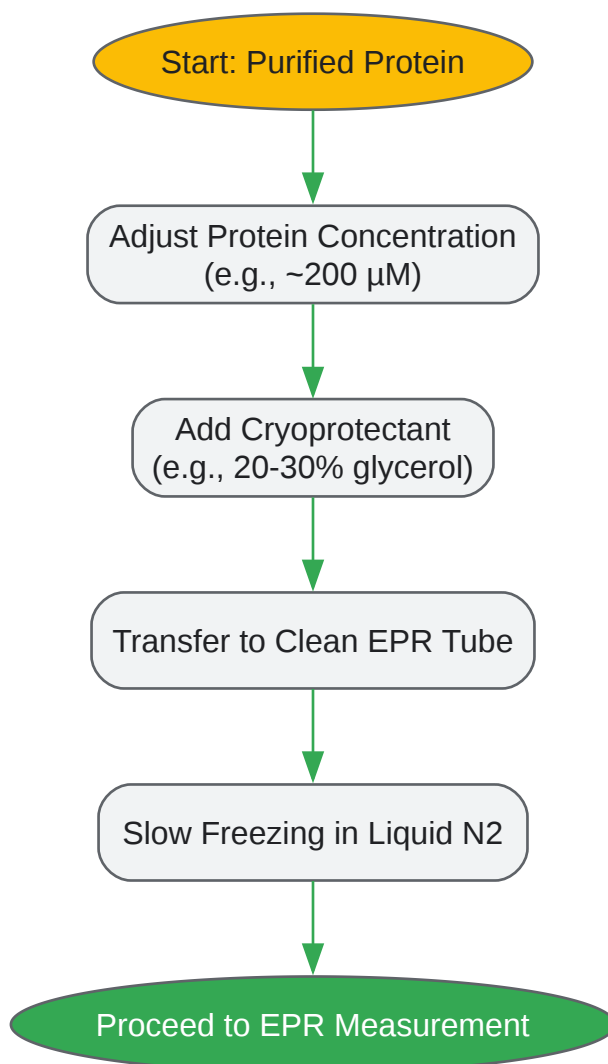 Start: Purified Protein
Adjust Protein Concentration
(e.g., ~200 µM)
Add Cryoprotectant
(e.g., 20-30% glycerol)
Transfer to Clean EPR Tube
Slow Freezing in Liquid N2
Proceed to EPR Measurement